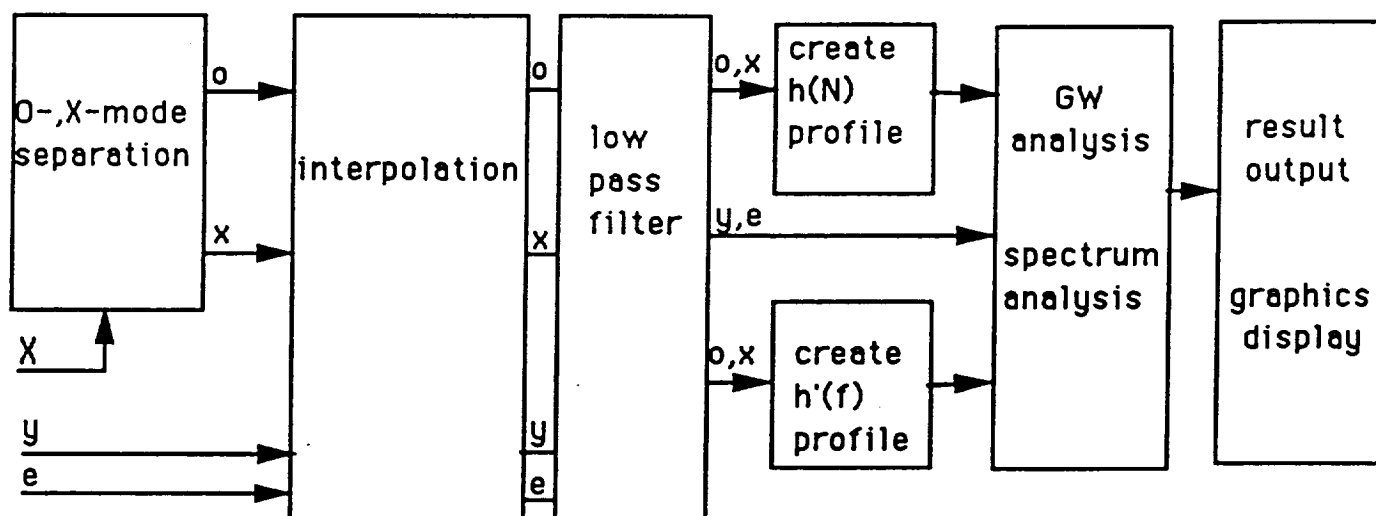 O-,X-mode
separation
o
x
X
y
e
interpolation
o
x
y
e
low
pass
filter
o,x
y,e
o,x
create
h(N)
profile
create
h'(f)
profile
GW
analysis
spectrum
analysis
result
output
graphics
display